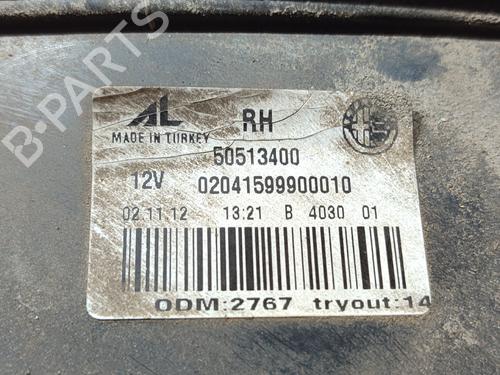 AL RH
MADE IN TURKEY
50513400
12V 02041599900010
02.11.12 13:21 B 4030 01
ODM:2767 tryout:14
B-PARTS